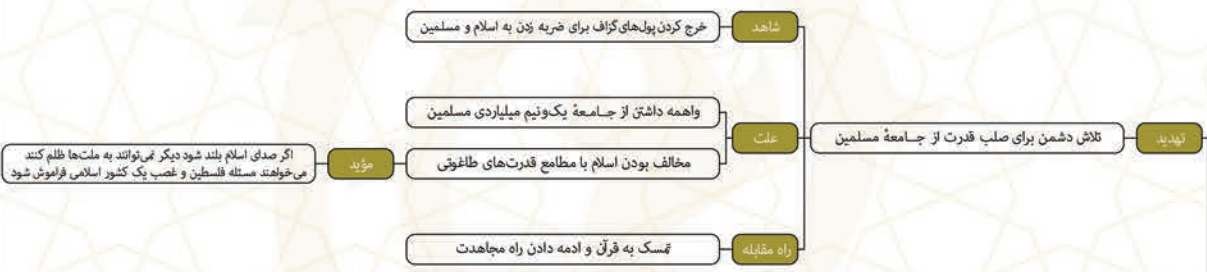 تهدید
تلاش دشمن برای صلب قدرت از جـامعهٔ مسلمین
شاهد
خرج کردن پول‌های گزاف برای ضربه زدن به اسلام و مسلمین
علت
واهمه داشتن از جــامـعهٔ یک‌ونیم میلیاردی مسلمین
مخالف بودن اسلام با مطامع قدرت‌های طاغوتی
مؤید
اگر صدای اسلام بلند شود دیگر نمی‌توانند به ملت‌ها ظلم کنند
می‌خواهند مسئله فلسطین و غصب یک کشور اسلامی فراموش شود
راه مقابله
تمسک به قرآن و ادمه دادن راه مجاهدت